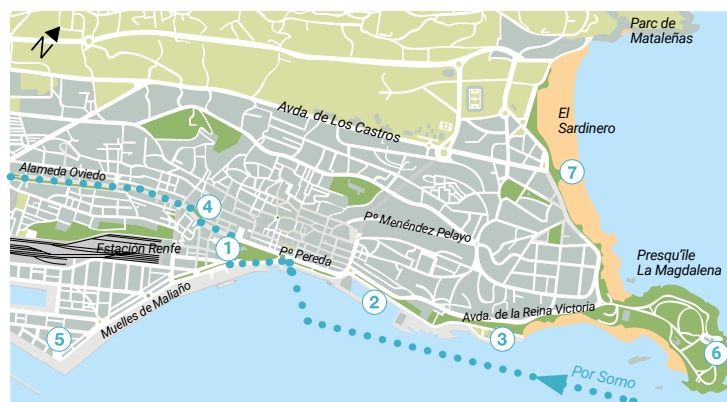 Parc de
Mataleñas
N
El
Sardinero
Avda. de Los Castros
7
Alameda Oviedo
4
Pº Menéndez Pelayo
1
Estación Renfe
Pº Pereda
Presqu'île
La Magdalena
2
Muelles de Maliaño
Avda. de la Reina Victoria
5
3
6
Por Somo